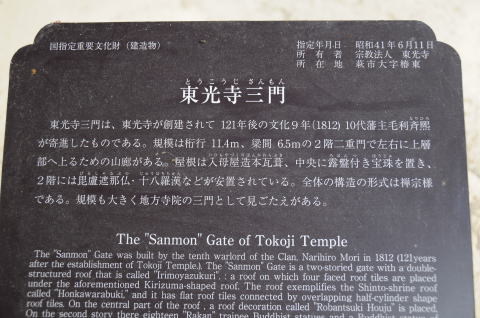 国指定重要文化財（建造物）
指定年月日　昭和41年6月11日
所有者　宗教法人　東光寺
所在地　萩市大字椿東
とうこうじ さんもん
東光寺三門
東光寺三門は、東光寺が創建されて 121年後の文化9年(1812) 10代藩主毛利斉熙
が寄進したものである。規模は桁行 11.4m、梁間 6.5mの2階二重門で左右に上層
部へ上るための山廊がある。屋根は入母屋造本瓦葺、中央に露盤付き宝珠を置き、
2階には毘盧遮那仏・十八羅漢などが安置されている。全体の構造の形式は禅宗様
である。規模も大きく地方寺院の三門として見ごたえがある。
The "Sanmon" Gate of Tokoji Temple
The "Sanmon" Gate was built by the tenth warlord of the Clan, Narihiro Mori in 1812 (121years
after the establishment of Tokoji Temple.). The "Sanmon" Gate is a two-storied gate with a double-
structured roof that is called "Irimoyazukuri". : a roof on which four faced roof tiles are placed
under the aforementioned Kirizuma-shaped roof. The roof exemplifies the Shinto-shrine roof
called "Honkawarabuki," and it has flat roof tiles connected by overlapping half-cylinder shape
roof tiles. On the central part of the roof , a roof decoration called "Robantsuki Houju" is placed.
On the second story there eighteen "Rakan" trainee Buddhist statues and a Buddhist